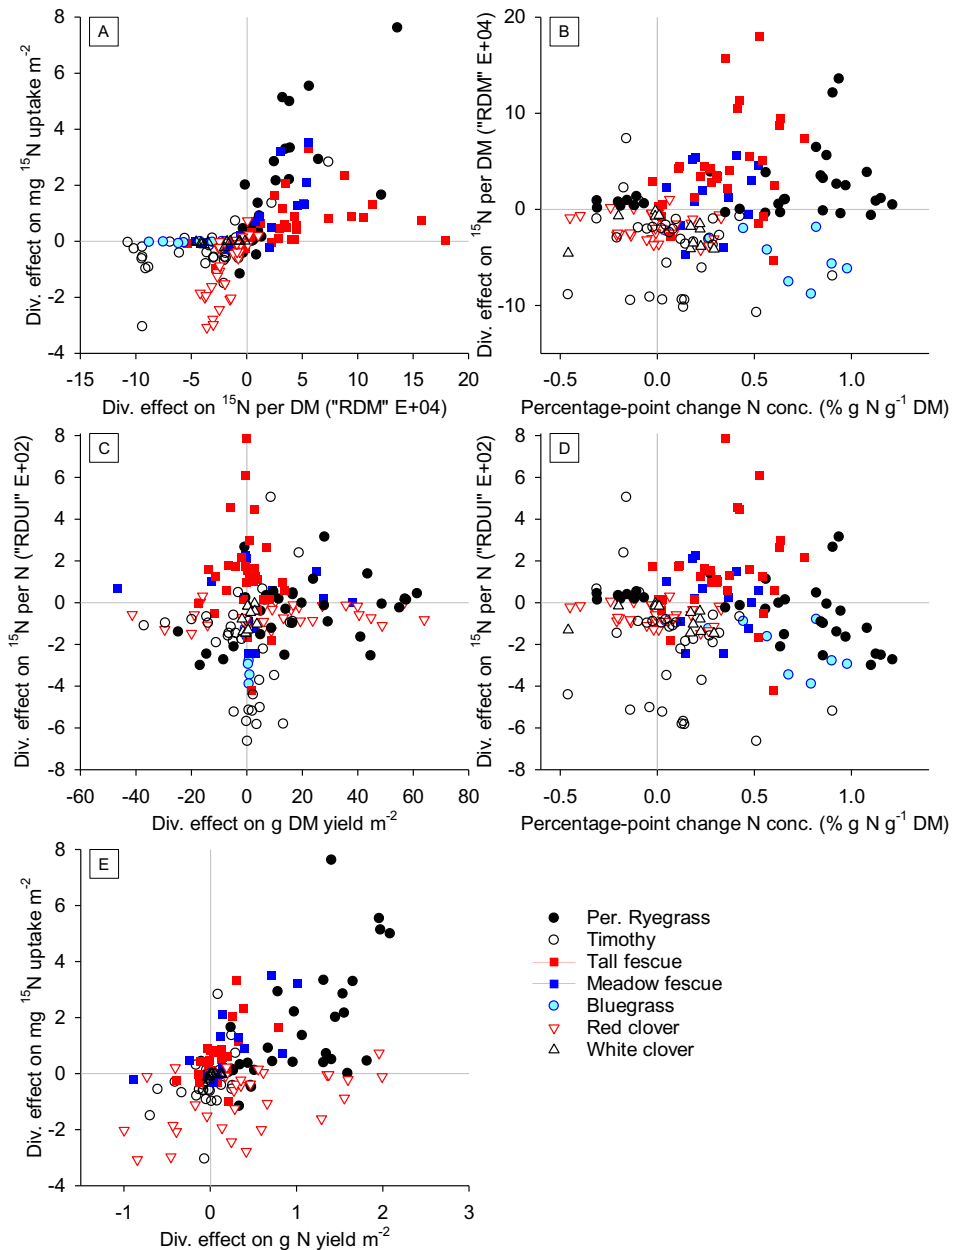 A
8
6
4
2
0
-2
-4
Div. effect on mg ¹⁵N uptake m⁻²
-15 -10 -5 0 5 10 15 20
Div. effect on ¹⁵N per DM ("RDM" E+04)
B
20
10
0
-10
Div. effect on ¹⁵N per DM ("RDM" E+04)
-0.5 0.0 0.5 1.0
Percentage-point change N conc. (% g N g⁻¹ DM)
C
8
6
4
2
0
-2
-4
-6
-8
Div. effect on ¹⁵N per N ("RDUI" E+02)
-60 -40 -20 0 20 40 60 80
Div. effect on g DM yield m⁻²
D
8
6
4
2
0
-2
-4
-6
-8
Div. effect on ¹⁵N per N ("RDUI" E+02)
-0.5 0.0 0.5 1.0
Percentage-point change N conc. (% g N g⁻¹ DM)
E
8
6
4
2
0
-2
-4
Div. effect on mg ¹⁵N uptake m⁻²
-1 0 1 2 3
Div. effect on g N yield m⁻²
Per. Ryegrass
Timothy
Tall fescue
Meadow fescue
Bluegrass
Red clover
White clover